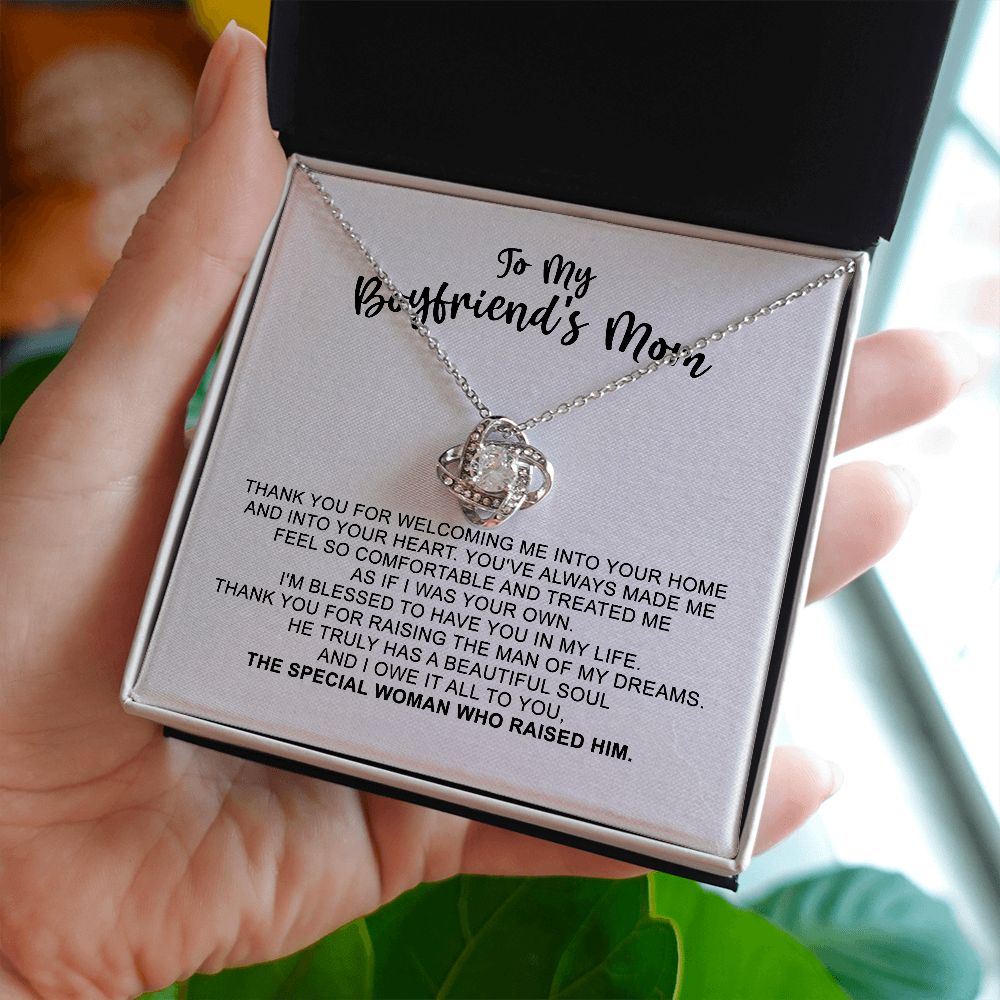 To My
Boyfriend's Mom
THANK YOU FOR WELCOMING ME INTO YOUR HOME
AND INTO YOUR HEART. YOU'VE ALWAYS MADE ME
FEEL SO COMFORTABLE AND TREATED ME
AS IF I WAS YOUR OWN.
I'M BLESSED TO HAVE YOU IN MY LIFE.
THANK YOU FOR RAISING THE MAN OF MY DREAMS.
HE TRULY HAS A BEAUTIFUL SOUL
AND I OWE IT ALL TO YOU,
THE SPECIAL WOMAN WHO RAISED HIM.